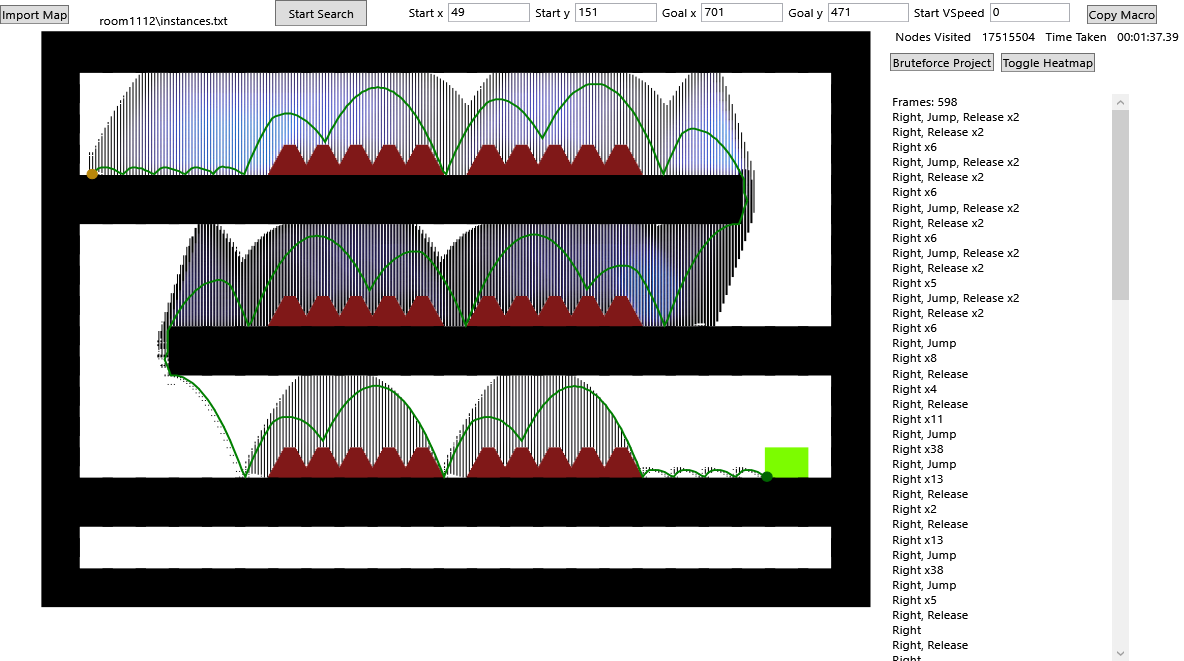 Import Map
room1112\instances.txt
Start Search
Start x 49 Start y 151 Goal x 701 Goal y 471 Start VSpeed 0
Copy Macro
Nodes Visited 17515504 Time Taken 00:01:37.39
Bruteforce Project Toggle Heatmap
Frames: 598
Right, Jump, Release x2
Right, Release x2
Right x6
Right, Jump, Release x2
Right, Release x2
Right x6
Right, Jump, Release x2
Right, Release x2
Right x6
Right, Jump, Release x2
Right, Release x2
Right x5
Right, Jump, Release x2
Right, Release x2
Right x6
Right, Jump
Right x8
Right, Release
Right x4
Right, Release
Right x11
Right, Jump
Right x38
Right, Jump
Right x13
Right, Release
Right x2
Right, Release
Right x13
Right, Jump
Right x38
Right, Jump
Right x5
Right, Release
Right
Right, Release
Right